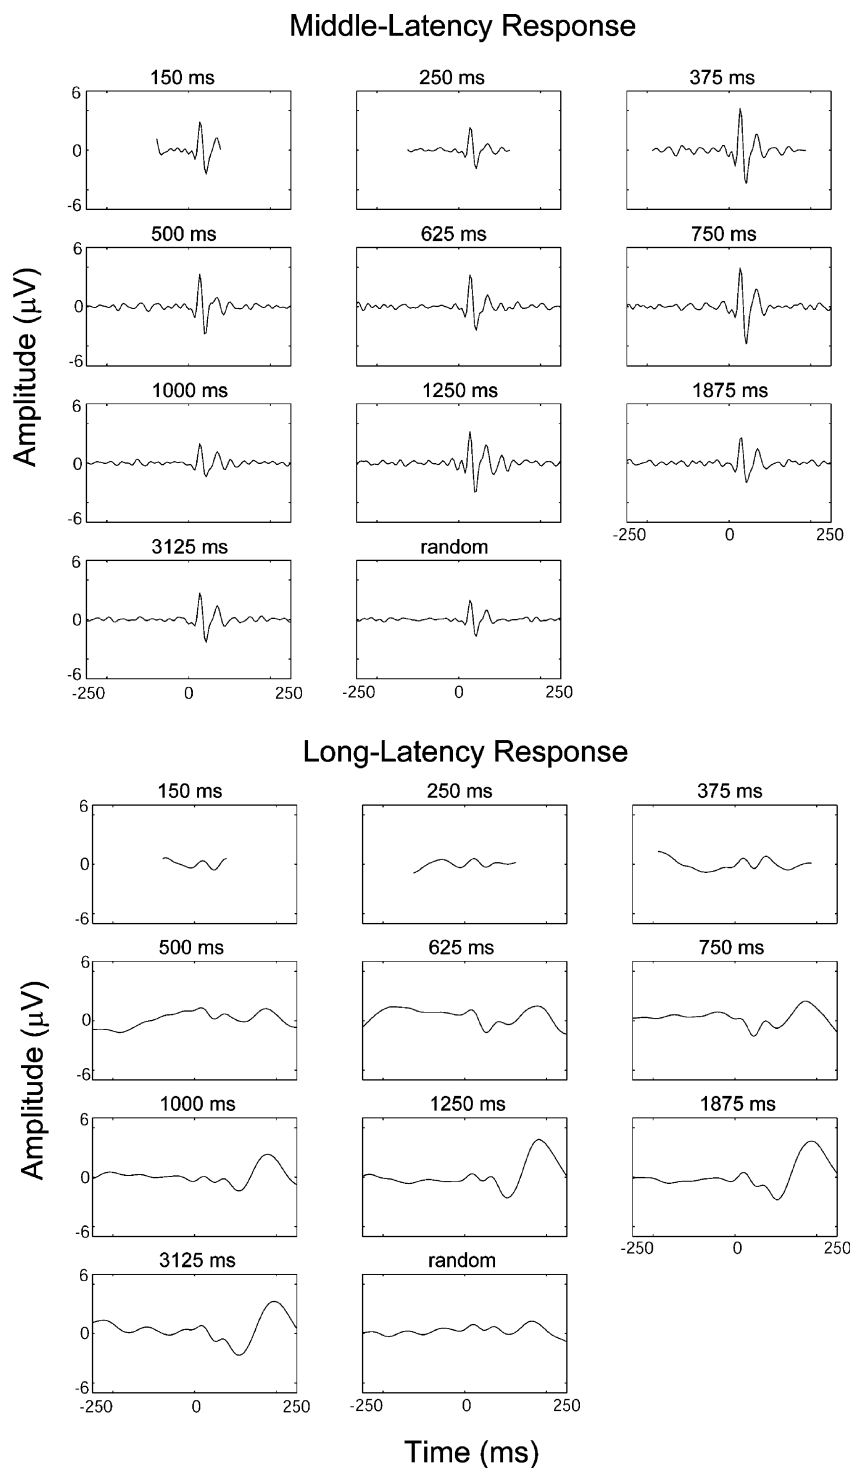 Middle-Latency Response
150 ms 250 ms 375 ms
6
0
-6
500 ms 625 ms 750 ms
6
0
-6
Amplitude (µV)
1000 ms 1250 ms 1875 ms
6
0
-6
-250 0 250
3125 ms random
6
0
-6
-250 0 250 -250 0 250
Long-Latency Response
150 ms 250 ms 375 ms
6
0
-6
500 ms 625 ms 750 ms
6
0
-6
Amplitude (µV)
1000 ms 1250 ms 1875 ms
6
0
-6
-250 0 250
3125 ms random
6
0
-6
-250 0 250 -250 0 250
Time (ms)